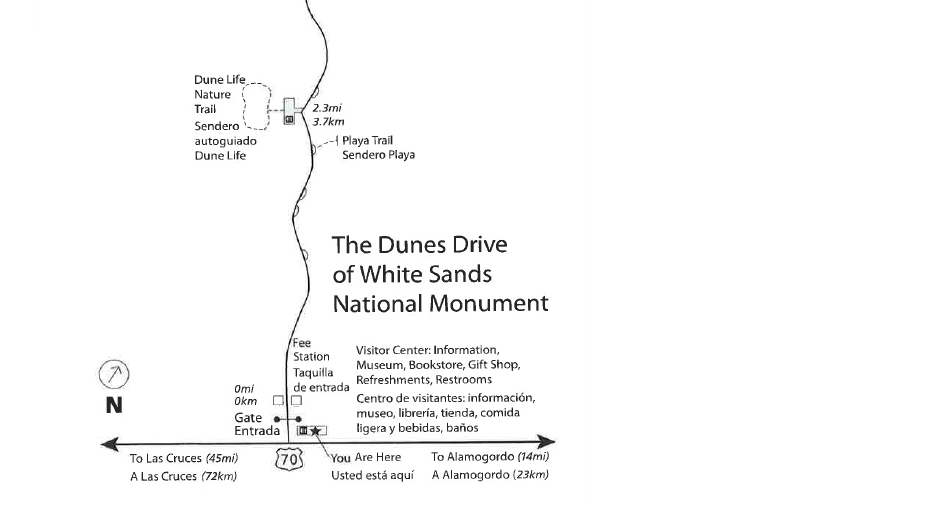 Dune Life
Nature
Trail
Sendero
autoguiado
Dune Life
2.3mi
3.7km
Playa Trail
Sendero Playa
The Dunes Drive
of White Sands
National Monument
Fee
Station
Taquilla
de entrada
Visitor Center: Information,
Museum, Bookstore, Gift Shop,
Refreshments, Restrooms
Centro de visitantes: información,
museo, librería, tienda, comida
ligera y bebidas, baños
N
0mi
0km
Gate
Entrada
To Las Cruces (45mi)
A Las Cruces (72km)
70
You Are Here
Usted está aquí
To Alamogordo (14mi)
A Alamogordo (23km)